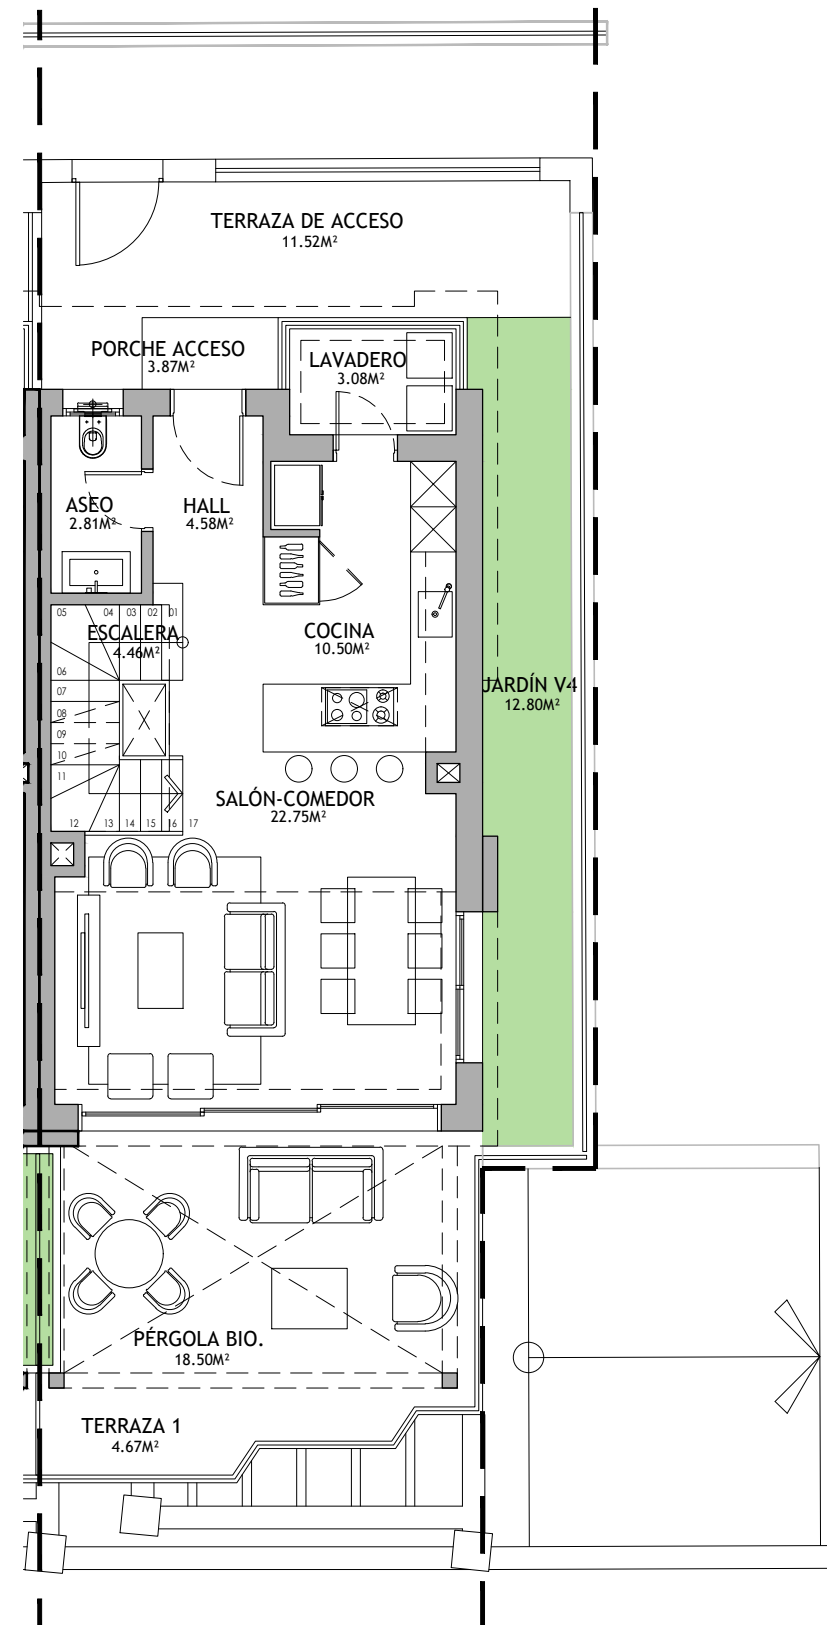 TERRAZA DE ACCESO
11.52M²
PORCHE ACCESO
3.87M²
LAVADERO
3.08M²
ASEO
2.81M²
HALL
4.58M²
05 04 03 02 01
ESCALERA
4.46M²
COCINA
10.50M²
06
07
08
09
10
11
12 13 14 15 16 17
JARDÍN V4
12.80M²
SALÓN-COMEDOR
22.75M²
PÉRGOLA BIO.
18.50M²
TERRAZA 1
4.67M²